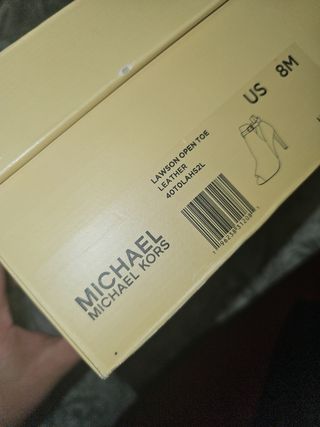 US 8M
LAWSON OPEN TOE
LEATHER
40T0LAHS2L
MICHAEL
MICHAEL KORS